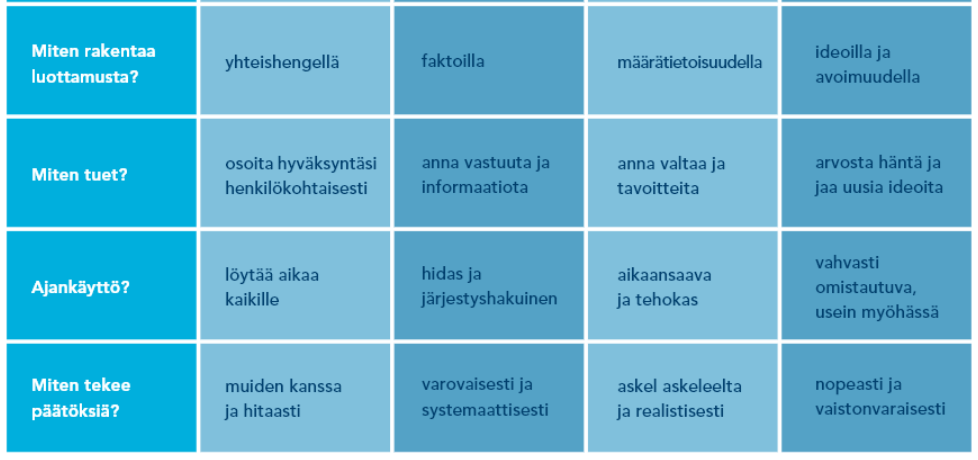 Miten rakentaa
luottamusta?
yhteishengellä
faktoilla
määrätietoisuudella
ideoilla ja
avoimuudella
Miten tuet?
osoita hyväksyntäsi
henkilökohtaisesti
anna vastuuta ja
informaatiota
anna valtaa ja
tavoitteita
arvosta häntä ja
jaa uusia ideoita
Ajankäyttö?
löytää aikaa
kaikille
hidas ja
järjestyshakuinen
aikaansaava
ja tehokas
vahvasti
omistautuva,
usein myöhässä
Miten tekee
päätöksiä?
muiden kanssa
ja hitaasti
varovaisesti ja
systemaattisesti
askel askeleelta
ja realistisesti
nopeasti ja
vaistonvaraisesti